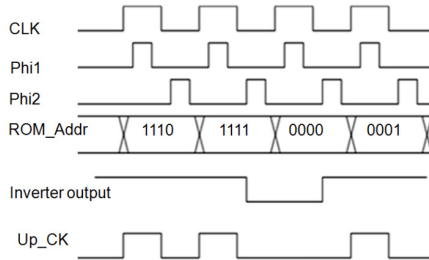 CLK
Phi1
Phi2
ROM_Addr 1110 1111 0000 0001
Inverter output
Up_CK